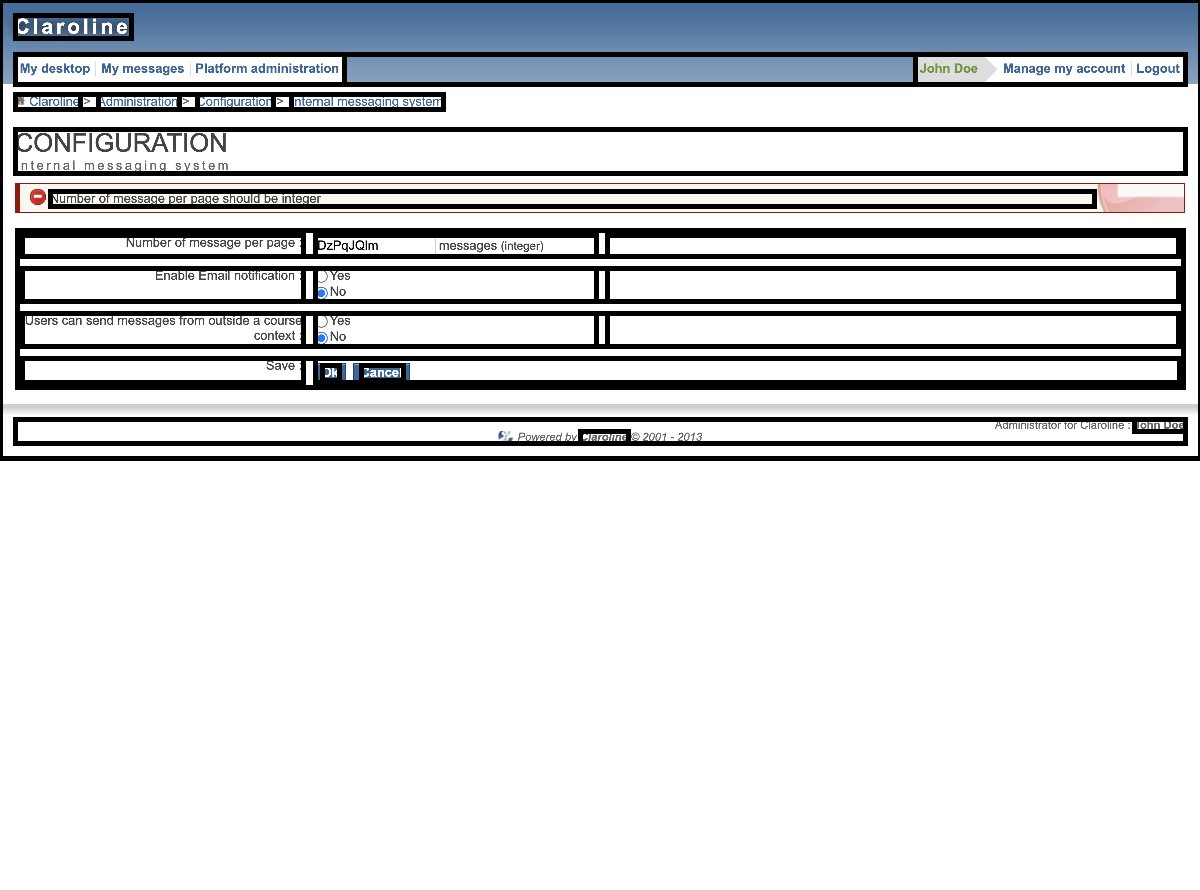 Claroline
My desktop My messages Platform administration John Doe Manage my account Logout
Claroline > Administration > Configuration > Internal messaging system
CONFIGURATION
Internal messaging system
Number of message per page should be integer
Number of message per page : DzPqJQlm messages (integer)
Enable Email notification : Yes
No
Users can send messages from outside a course context : Yes
No
Save : Ok Cancel
Administrator for Claroline : John Doe
Powered by Claroline © 2001 - 2013